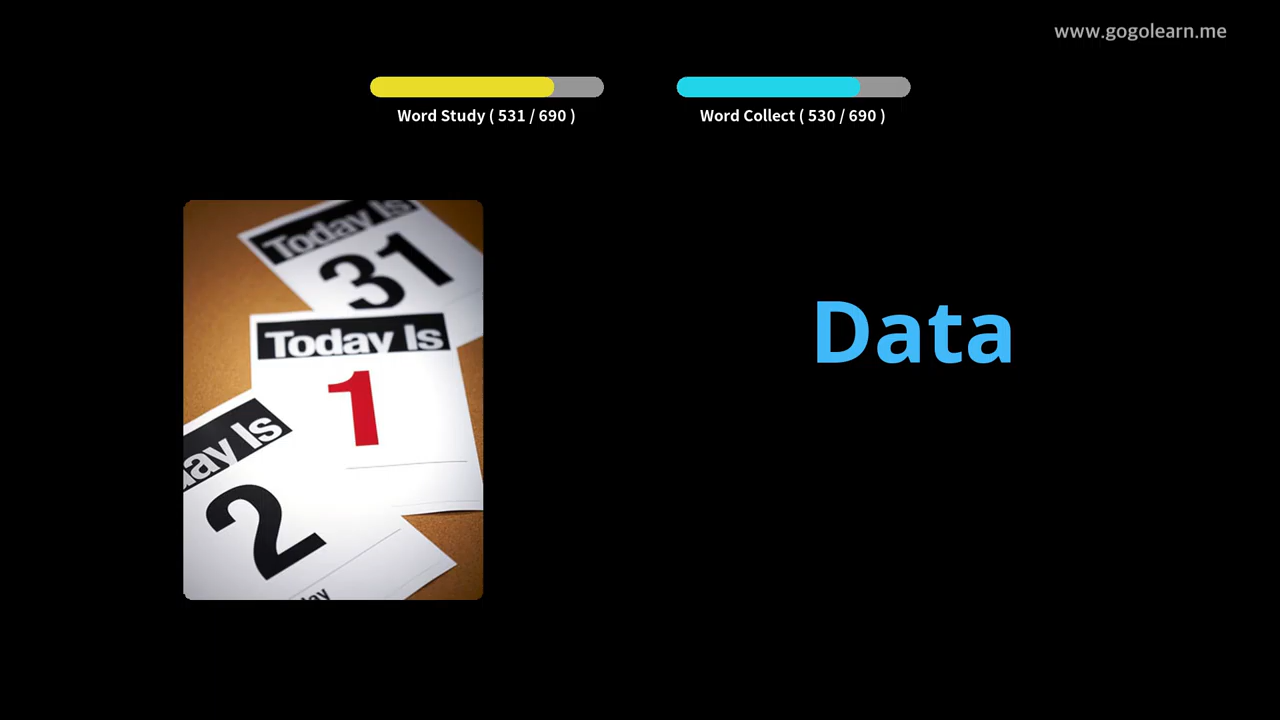 www.gogolearn.me
Word Study ( 531 / 690 )
Word Collect ( 530 / 690 )
Today Is
31
Today Is
1
ay Is
2
Data